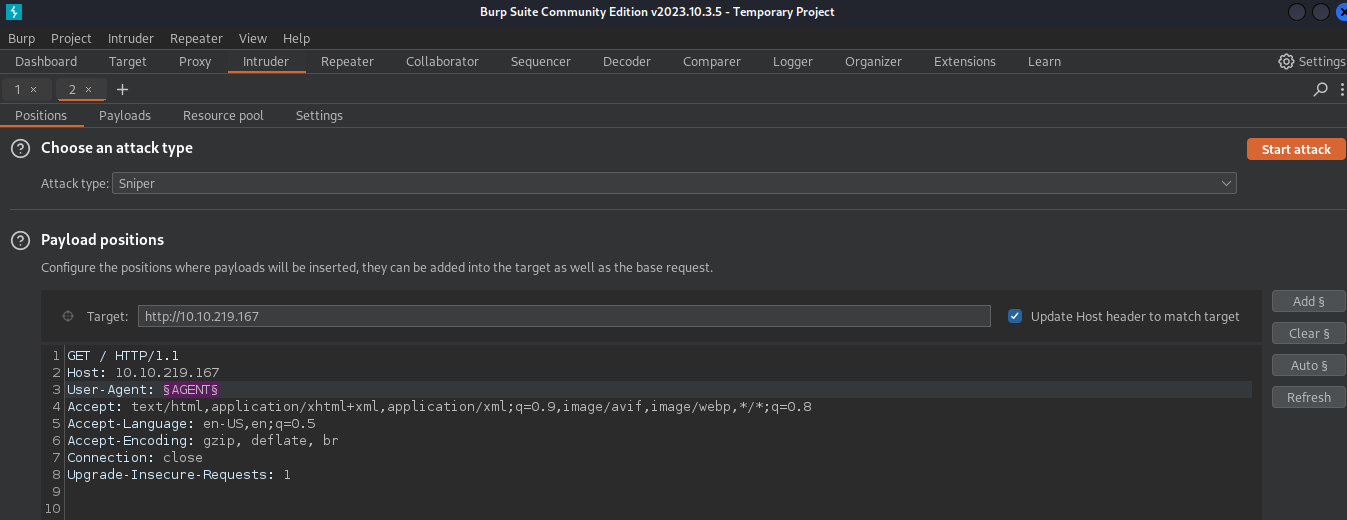 Burp Suite Community Edition v2023.10.3.5 - Temporary Project
Burp Project Intruder Repeater View Help
Dashboard Target Proxy Intruder Repeater Collaborator Sequencer Decoder Comparer Logger Organizer Extensions Learn Settings
1 × 2 × +
Positions Payloads Resource pool Settings
? Choose an attack type Start attack
Attack type: Sniper
? Payload positions
Configure the positions where payloads will be inserted, they can be added into the target as well as the base request.
Add §
Target: http://10.10.219.167 Update Host header to match target
Clear §
1 GET / HTTP/1.1
2 Host: 10.10.219.167 Auto §
3 User-Agent: §AGENT§ Refresh
4 Accept: text/html,application/xhtml+xml,application/xml;q=0.9,image/avif,image/webp,*/*;q=0.8
5 Accept-Language: en-US,en;q=0.5
6 Accept-Encoding: gzip, deflate, br
7 Connection: close
8 Upgrade-Insecure-Requests: 1
9
10